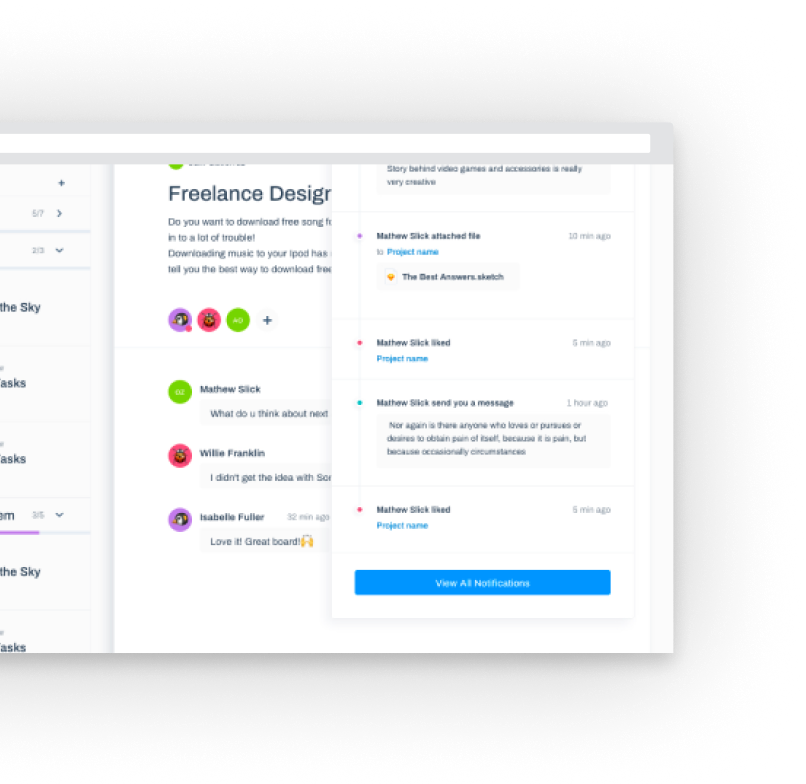 5/7
2/3
the Sky
asks
asks
em 3/5
the Sky
asks
Freelance Design
Do you want to download free song f
in to a lot of trouble!
Downloading music to your Ipod has
tell you the best way to download free
AO
OZ
Mathew Slick
What do u think about next
Willie Franklin
I didn't get the idea with So
Isabelle Fuller 32 min ago
Love it! Great board!🙌
Story behind video games and accessories is really
very creative
Mathew Slick attached file 10 min ago
to Project name
The Best Answers.sketch
Mathew Slick liked 5 min ago
Project name
Mathew Slick send you a message 1 hour ago
Nor again is there anyone who loves or pursues or
desires to obtain pain of itself, because it is pain, but
because occasionally circumstances
Mathew Slick liked 5 min ago
Project name
View All Notifications